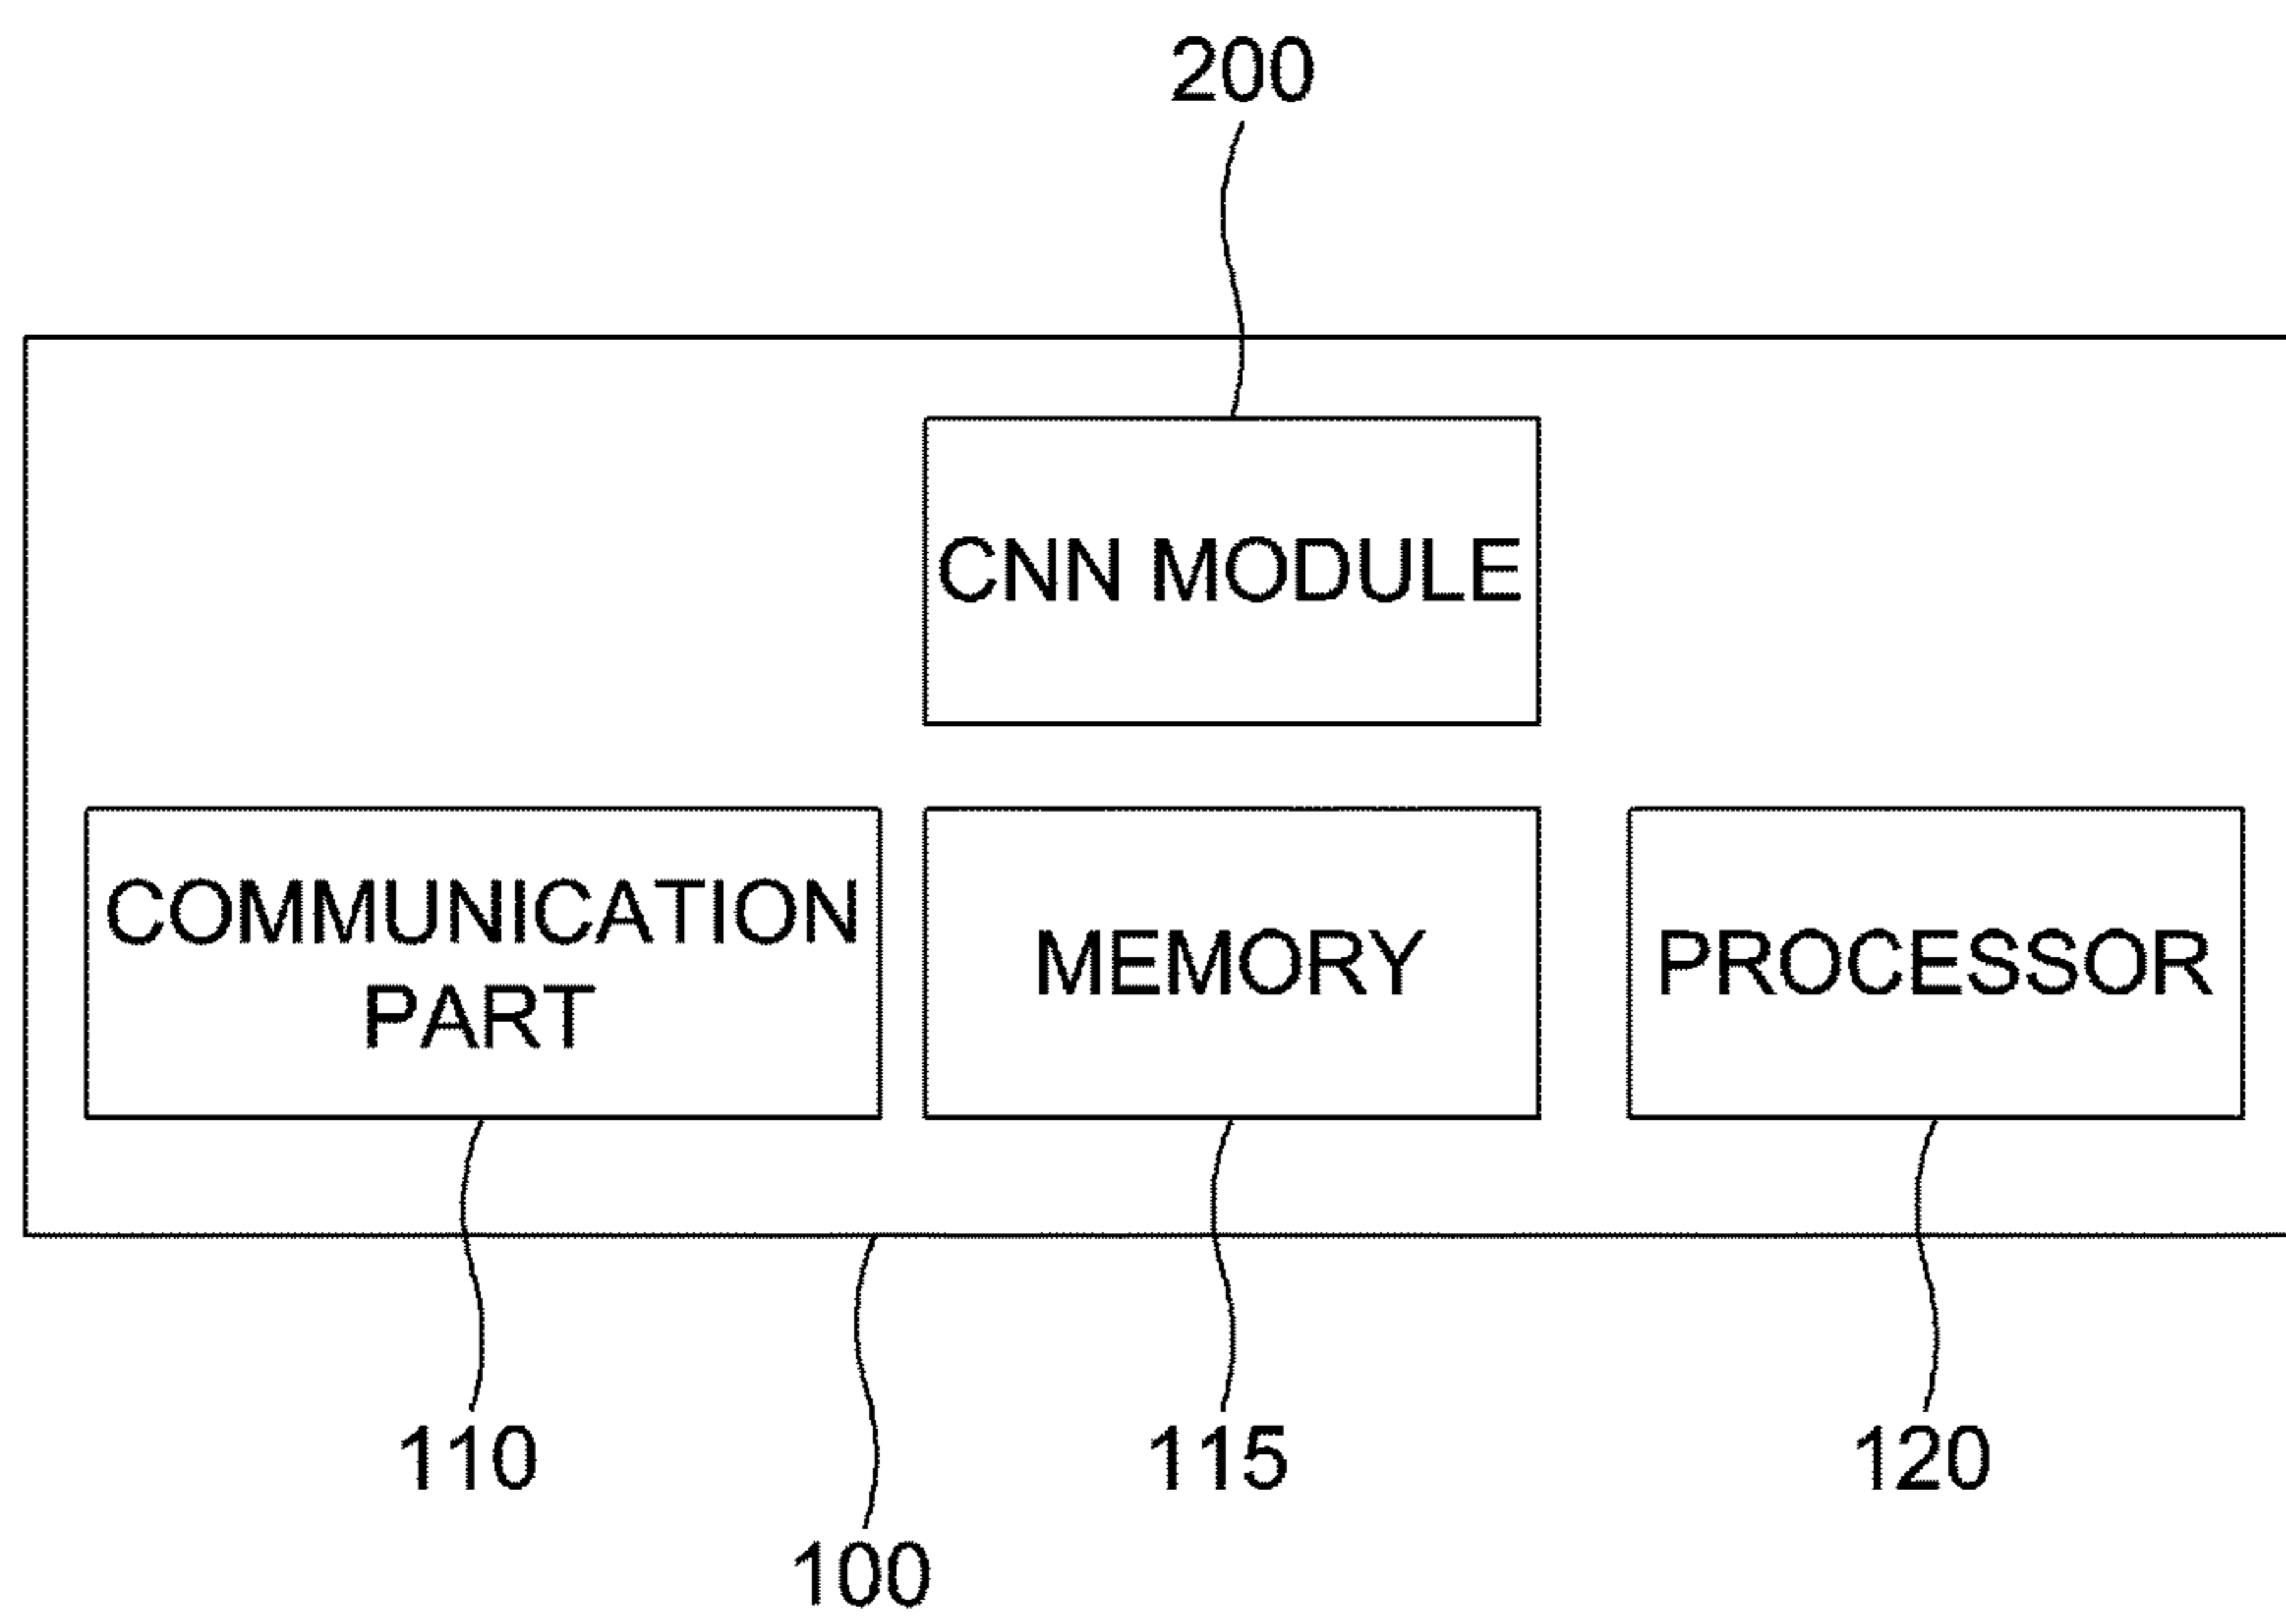 200
CNN MODULE
COMMUNICATION
PART
MEMORY
PROCESSOR
110
115
120
100